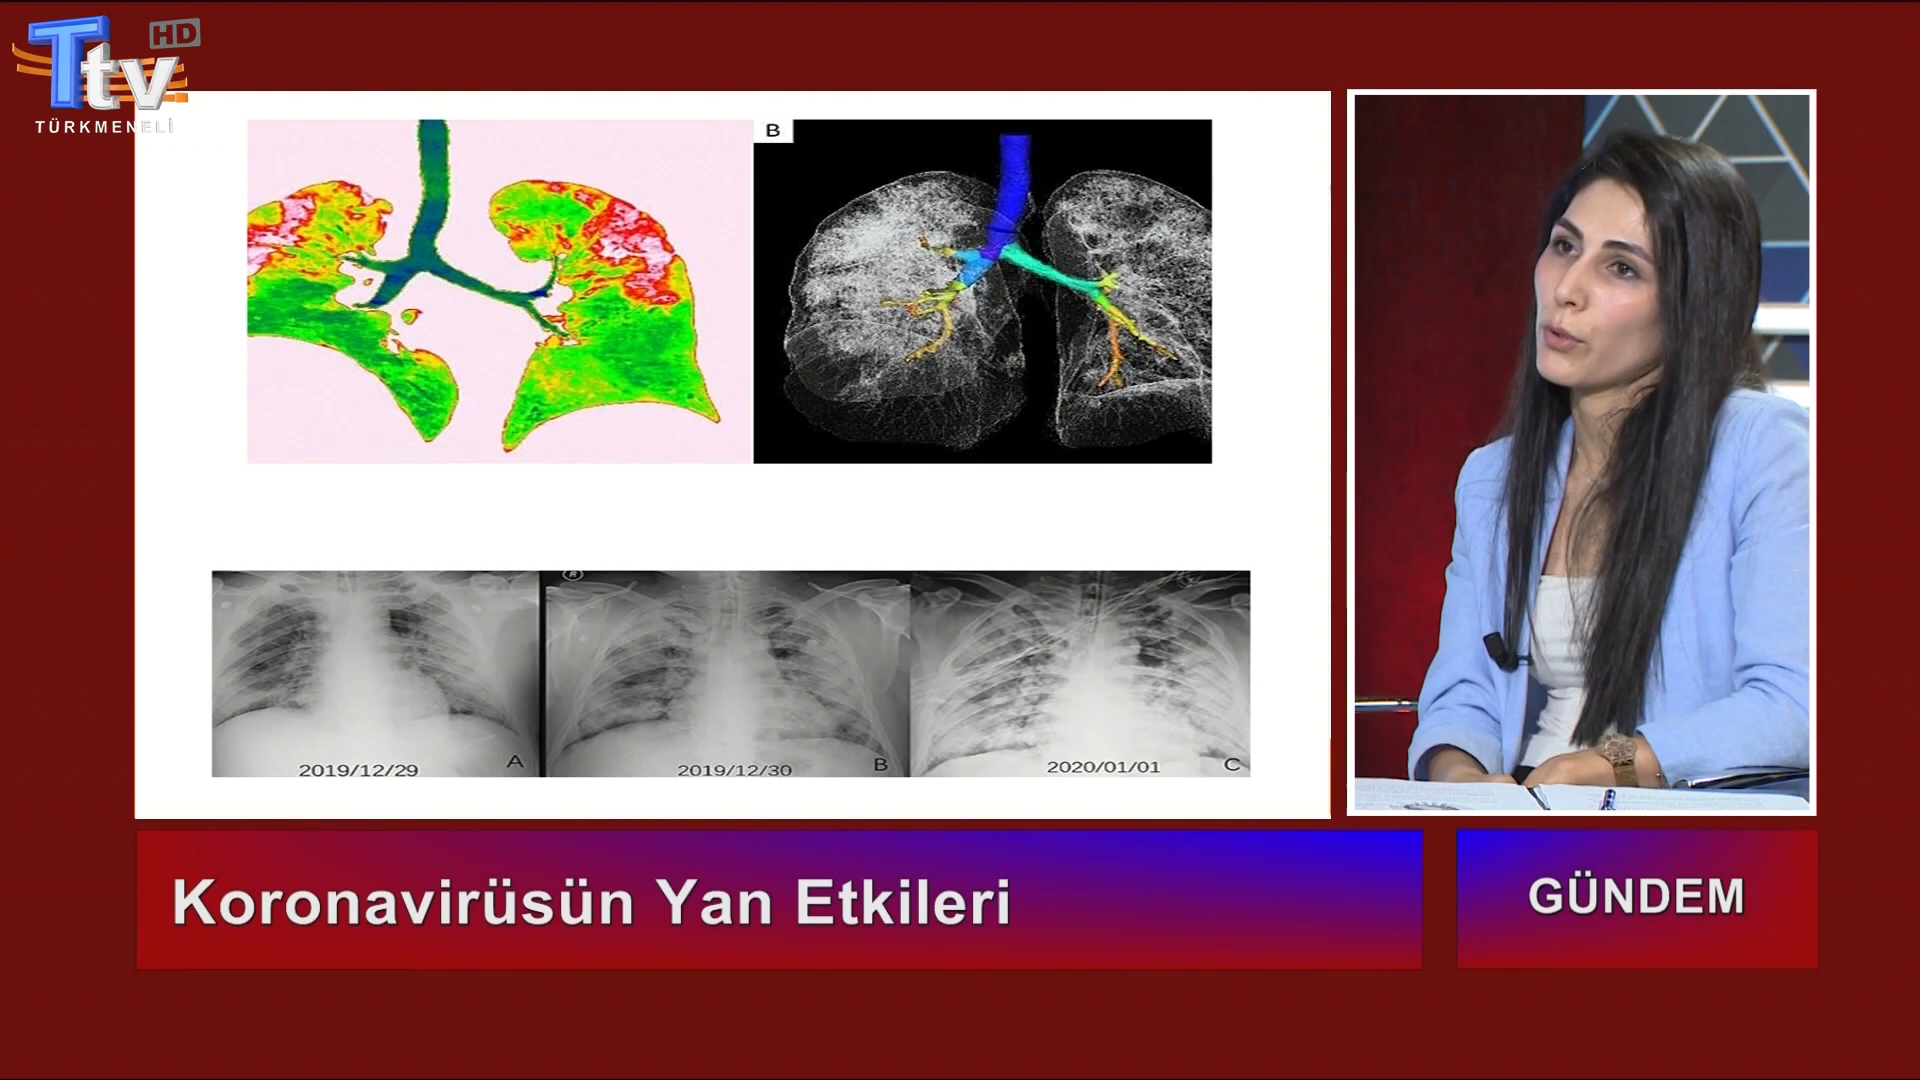 Ttv HD
TÜRKMENELİ
B
R
2019/12/29 A
2019/12/30 B
2020/01/01 C
Koronavirüsün Yan Etkileri
GÜNDEM